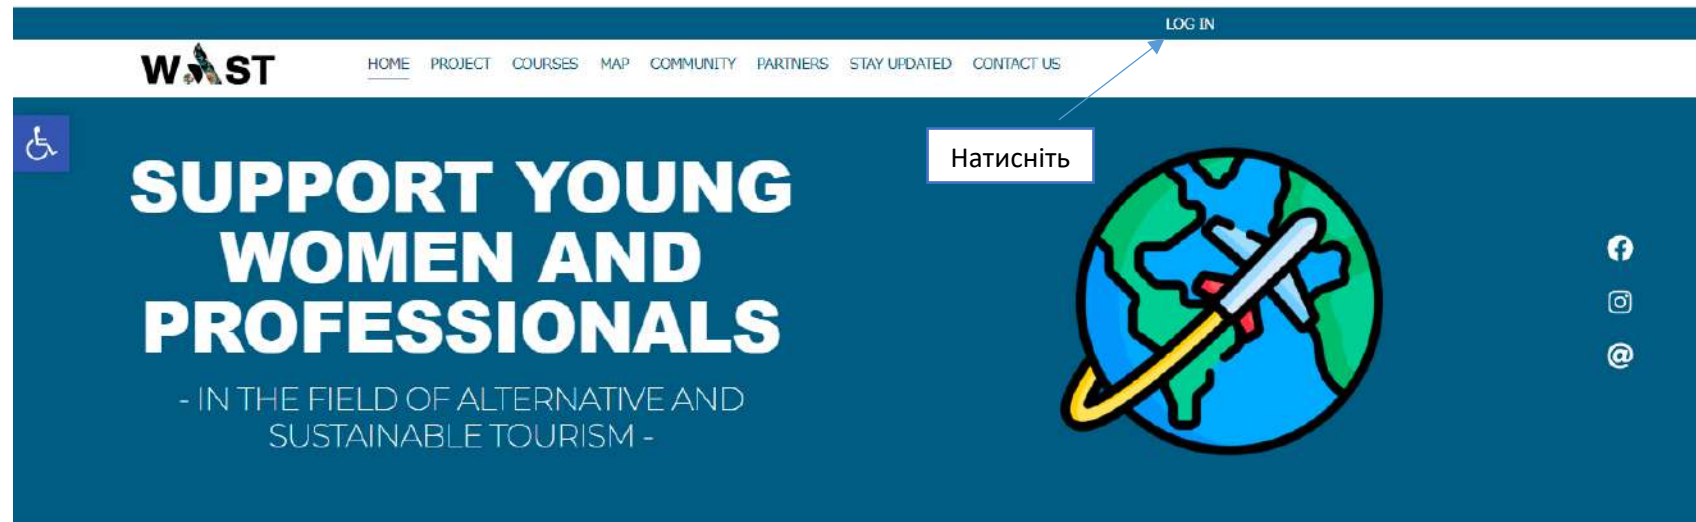 LOG IN
WAST
HOME PROJECT COURSES MAP COMMUNITY PARTNERS STAY UPDATED CONTACT US
Натисніть
SUPPORT YOUNG
WOMEN AND
PROFESSIONALS
- IN THE FIELD OF ALTERNATIVE AND
SUSTAINABLE TOURISM -